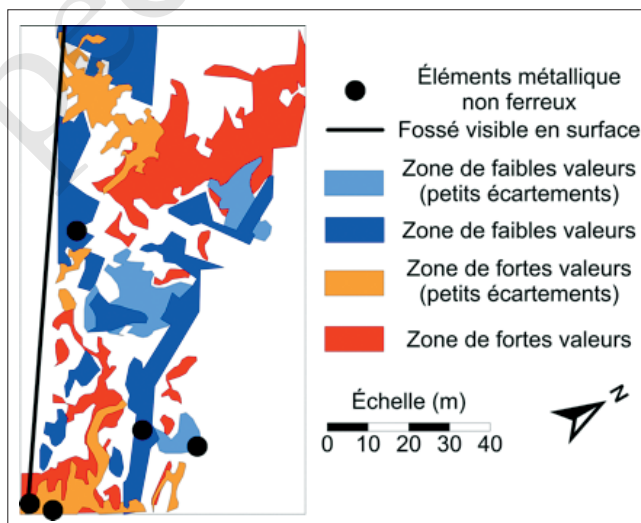 Éléments métallique
non ferreux
Fossé visible en surface
Zone de faibles valeurs
(petits écartements)
Zone de faibles valeurs
Zone de fortes valeurs
(petits écartements)
Zone de fortes valeurs
Échelle (m)
0 10 20 30 40
N